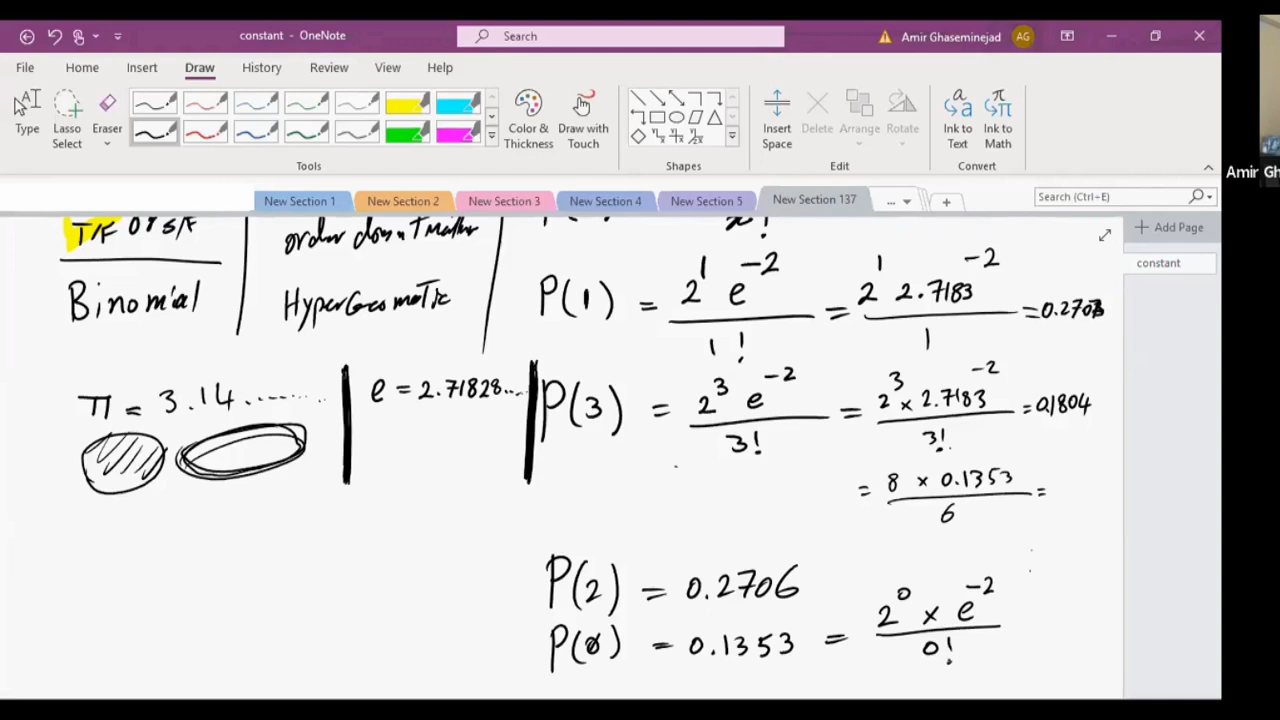 constant - OneNote
Search
Amir Ghaseminejad AG
File Home Insert Draw History Review View Help
Type
Lasso Select
Eraser
Color & Thickness
Draw with Touch
Insert Space
Delete
Arrange
Rotate
Ink to Text
Ink to Math
Tools
Shapes
Edit
Convert
Amir Gh
New Section 1 New Section 2 New Section 3 New Section 4 New Section 5 New Section 137 ... +
Search (Ctrl+E)
+ Add Page
constant
T/F or S/F
order doesn't matter
x!
Binomial
HyperGeometic
P(1) = 2^1 e^-2 / 1! = 2^1 2.7183^-2 / 1 = 0.2707
π = 3.14........
e = 2.71828...
P(3) = 2^3 e^-2 / 3! = 2^3 × 2.7183^-2 / 3! = 0.1804
= 8 × 0.1353 / 6 =
P(2) = 0.2706
P(0) = 0.1353 = 2^0 × e^-2 / 0!